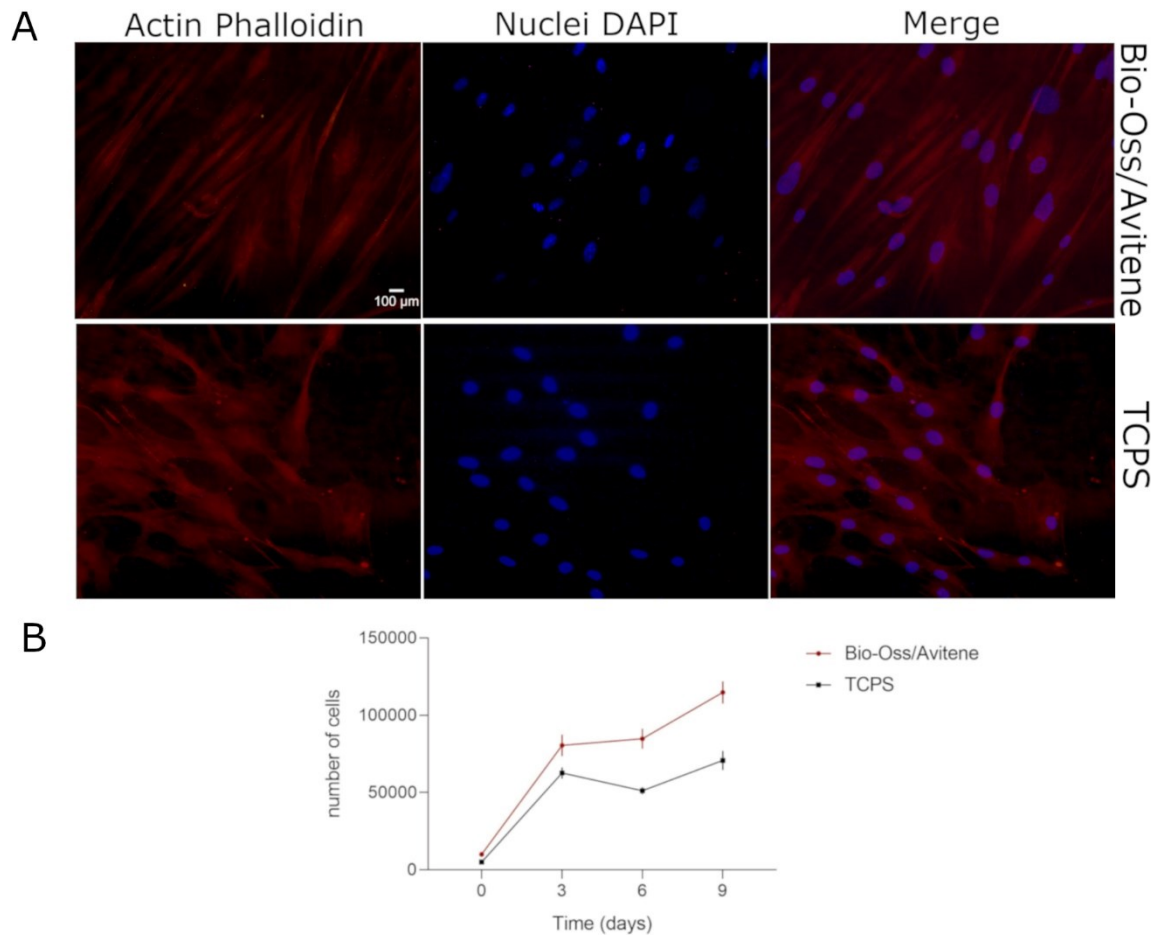 A
Actin Phalloidin
Nuclei DAPI
Merge
Bio-Oss/Avitene
100 µm
TCPS
B
150000
100000
50000
0
number of cells
0
3
6
9
Time (days)
Bio-Oss/Avitene
TCPS